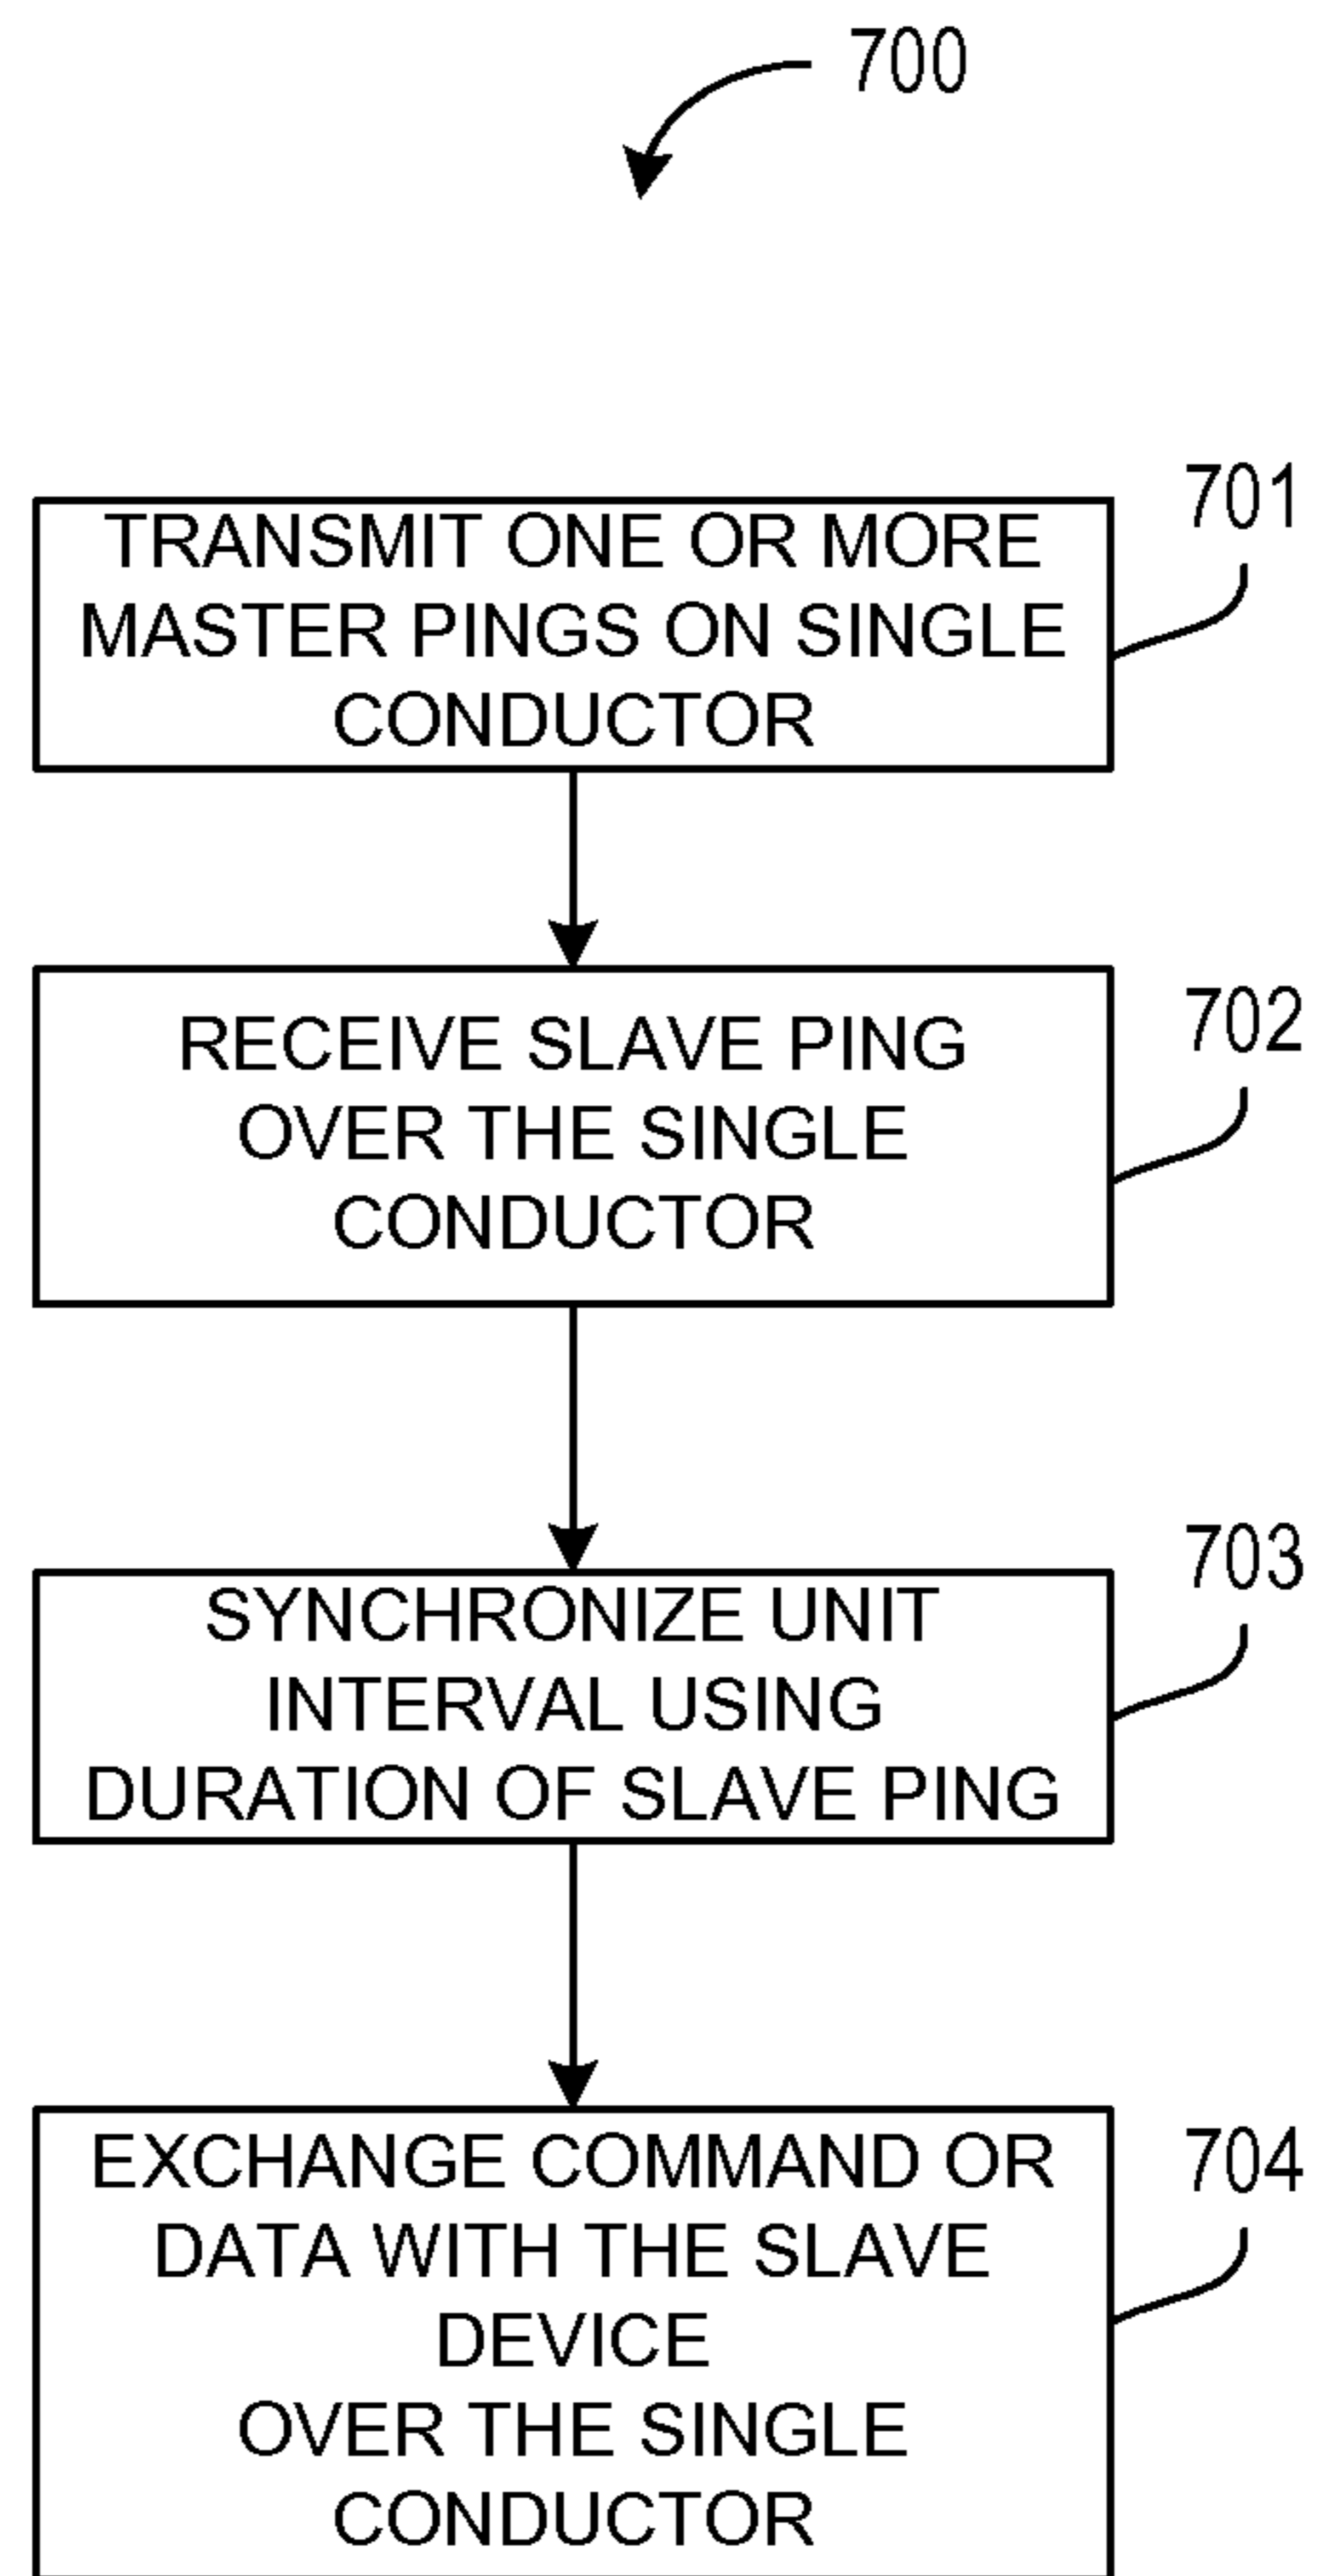 700
701
TRANSMIT ONE OR MORE
MASTER PINGS ON SINGLE
CONDUCTOR
702
RECEIVE SLAVE PING
OVER THE SINGLE
CONDUCTOR
703
SYNCHRONIZE UNIT
INTERVAL USING
DURATION OF SLAVE PING
704
EXCHANGE COMMAND OR
DATA WITH THE SLAVE
DEVICE
OVER THE SINGLE
CONDUCTOR